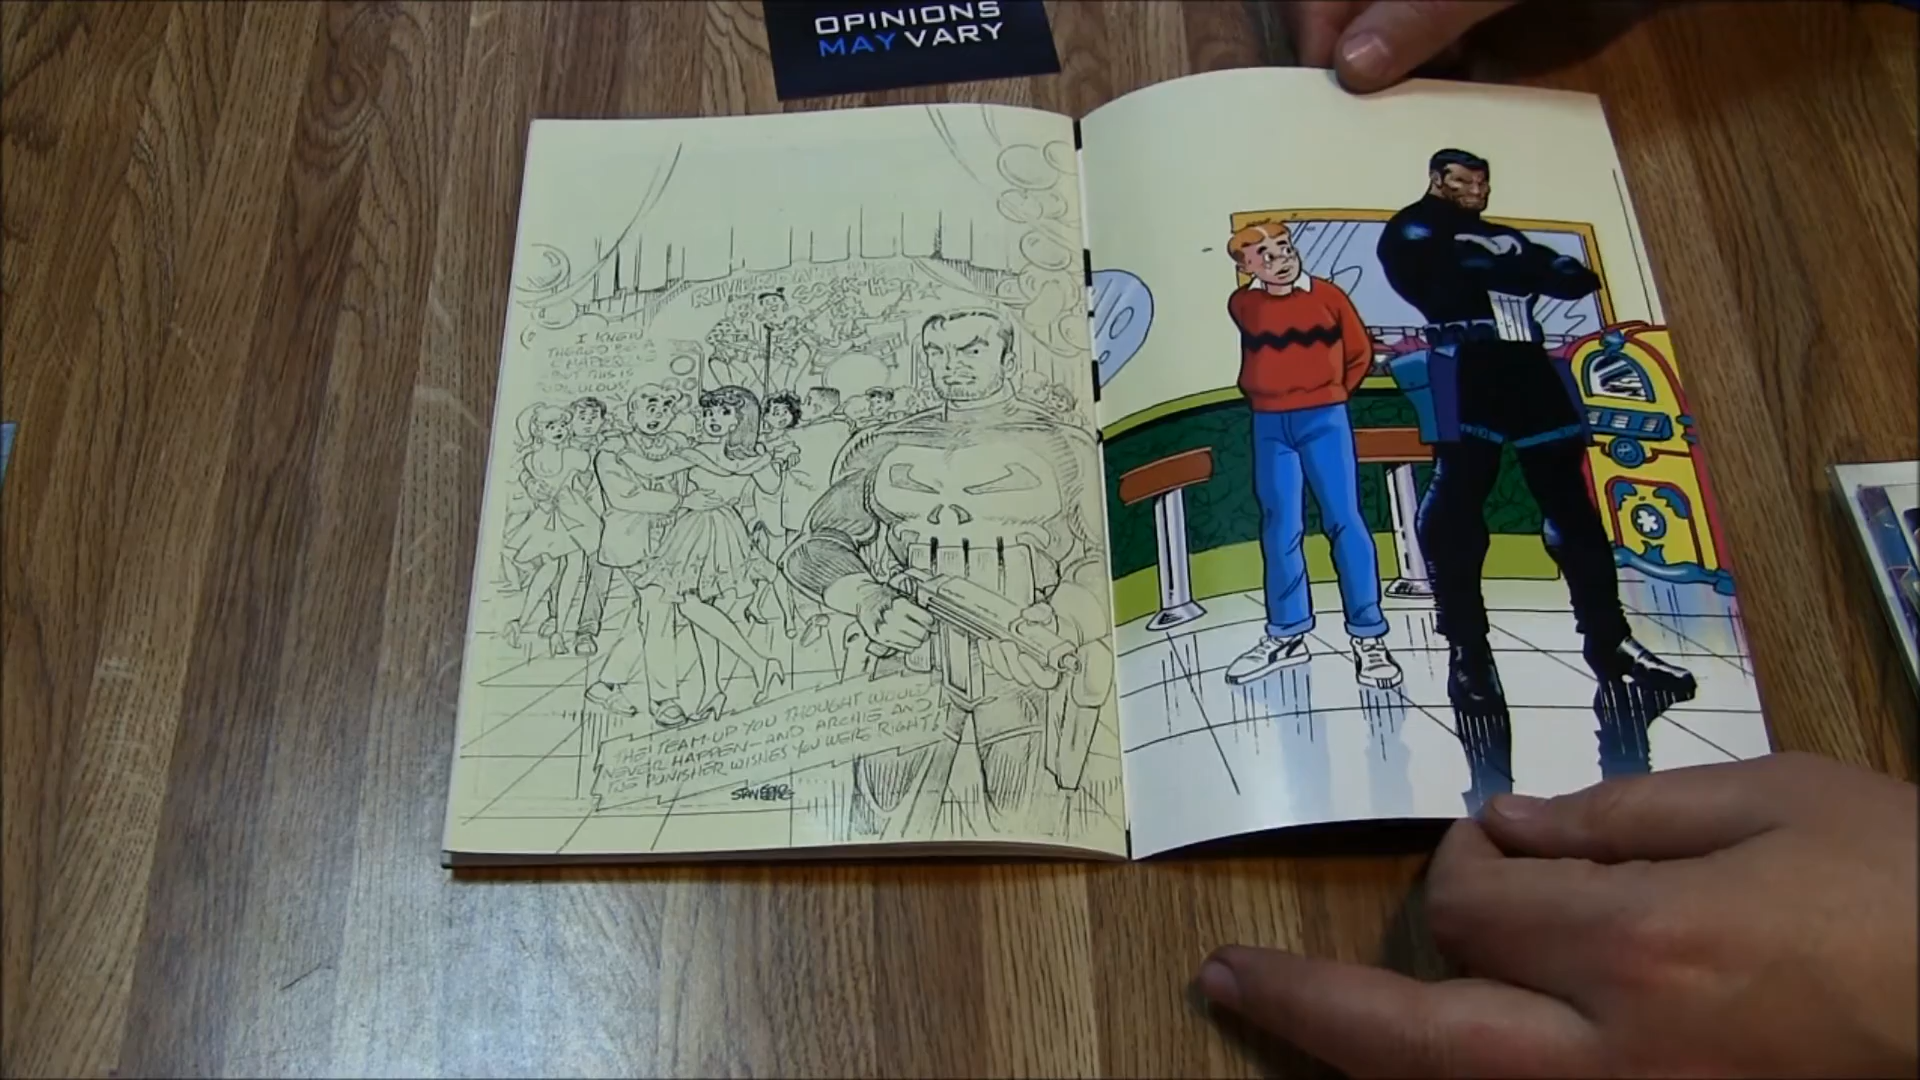 OPINIONS
MAY VARY
RIVERDALE HIGH
SOCK-HOP
I KNEW
THERE'D BE A
CHAPERONE
BUT THIS IS
RIDICULOUS!
THE TEAM-UP YOU THOUGHT WOULD
NEVER HAPPEN—AND ARCHIE AND
THE PUNISHER WISHES YOU WERE RIGHT!
STAN